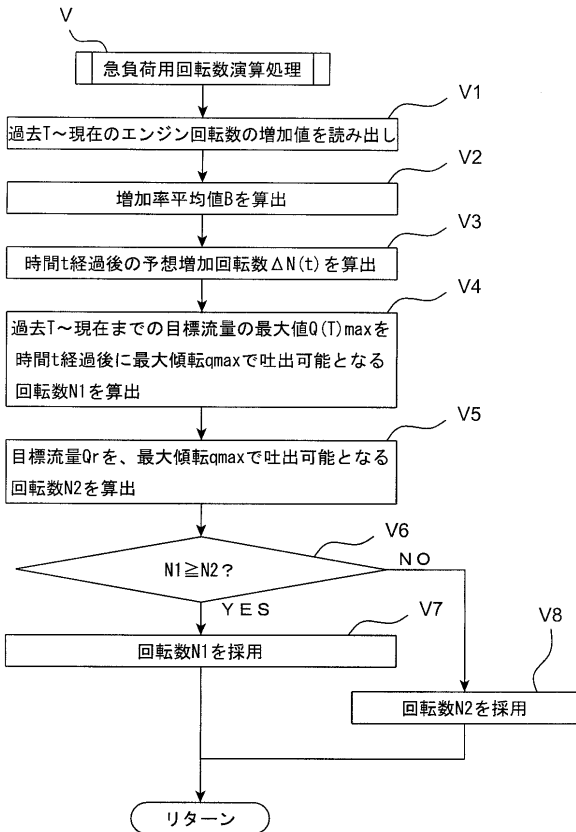 V
急負荷用回転数演算処理
V1
過去T～現在のエンジン回転数の増加値を読み出し
V2
増加率平均値Bを算出
V3
時間t経過後の予想増加回転数ΔN(t)を算出
V4
過去T～現在までの目標流量の最大値Q(T)maxを
時間t経過後に最大傾転qmaxで吐出可能となる
回転数N1を算出
V5
目標流量Qrを、最大傾転qmaxで吐出可能となる
回転数N2を算出
V6
N1≧N2?
NO
YES
V7
回転数N1を採用
V8
回転数N2を採用
リターン